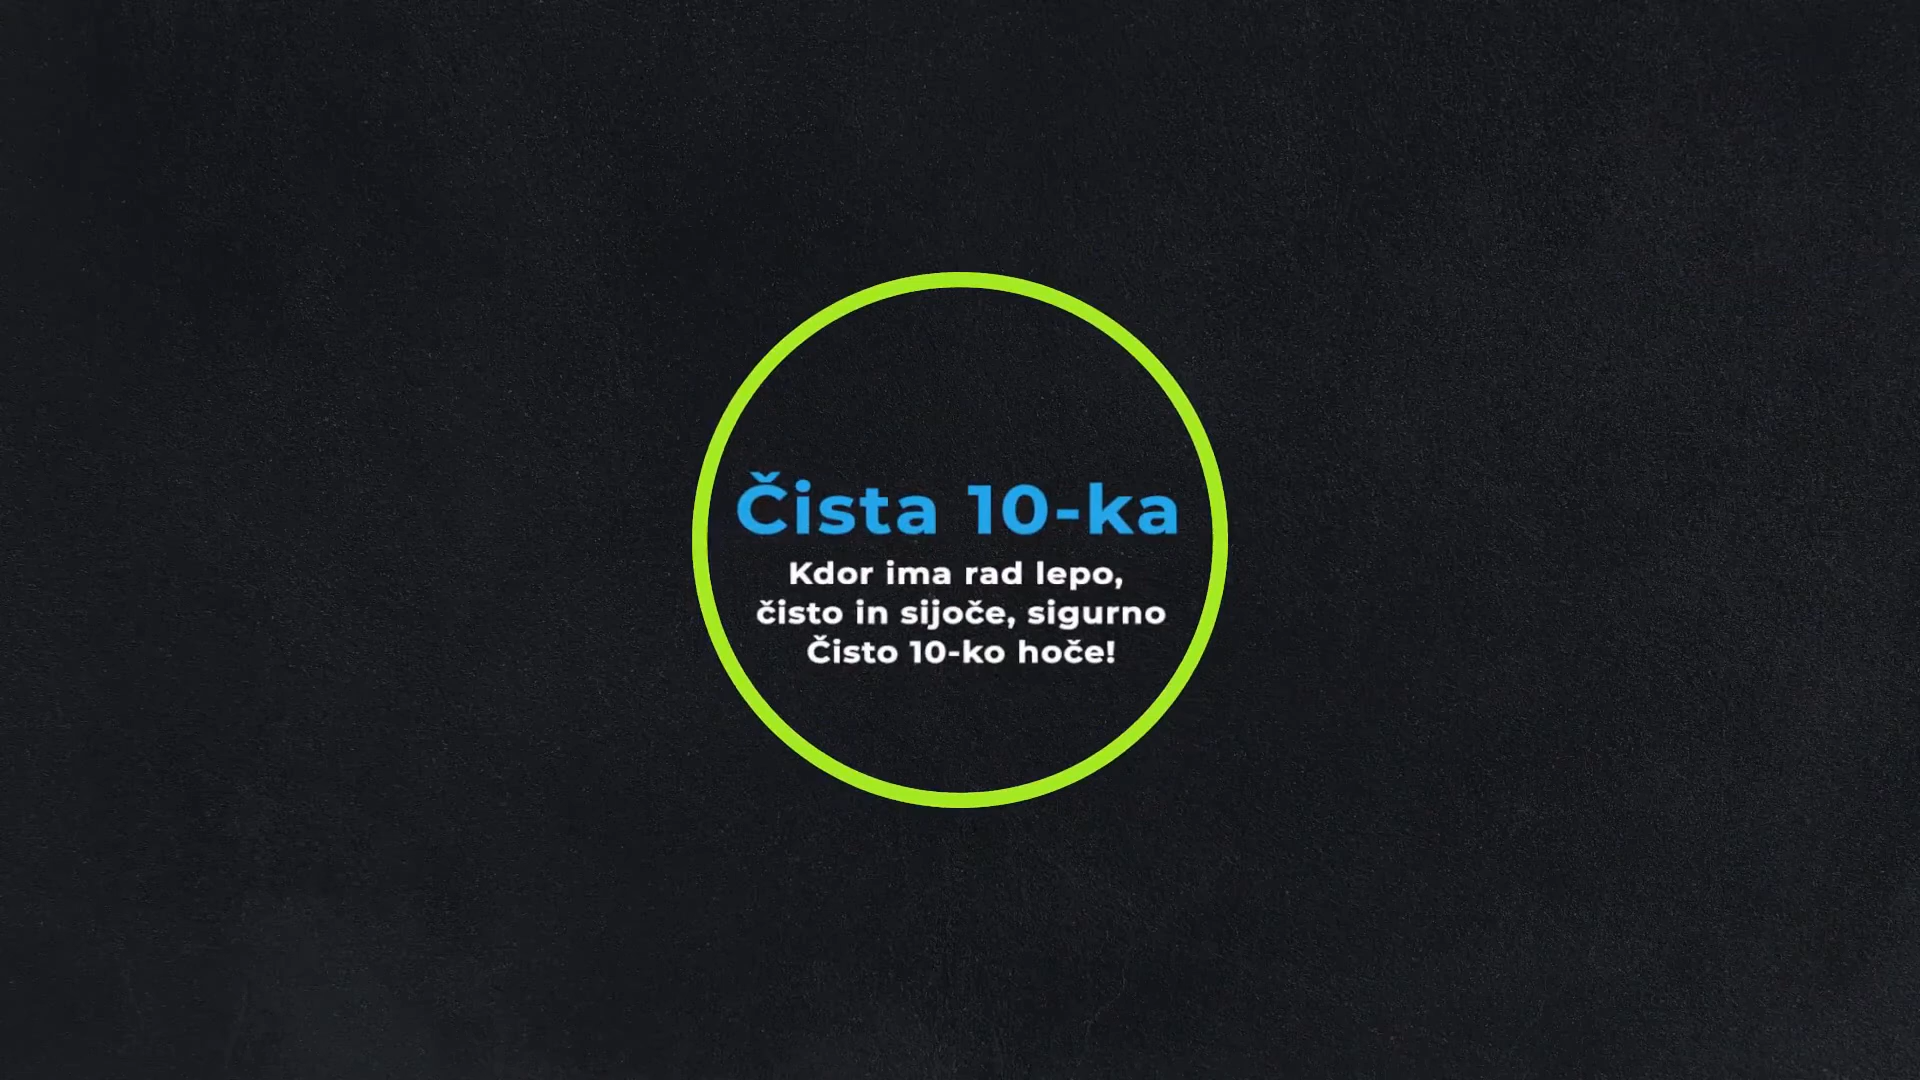 Čista 10-ka
Kdor ima rad lepo,
čisto in sijoče, sigurno
Čisto 10-ko hoče!